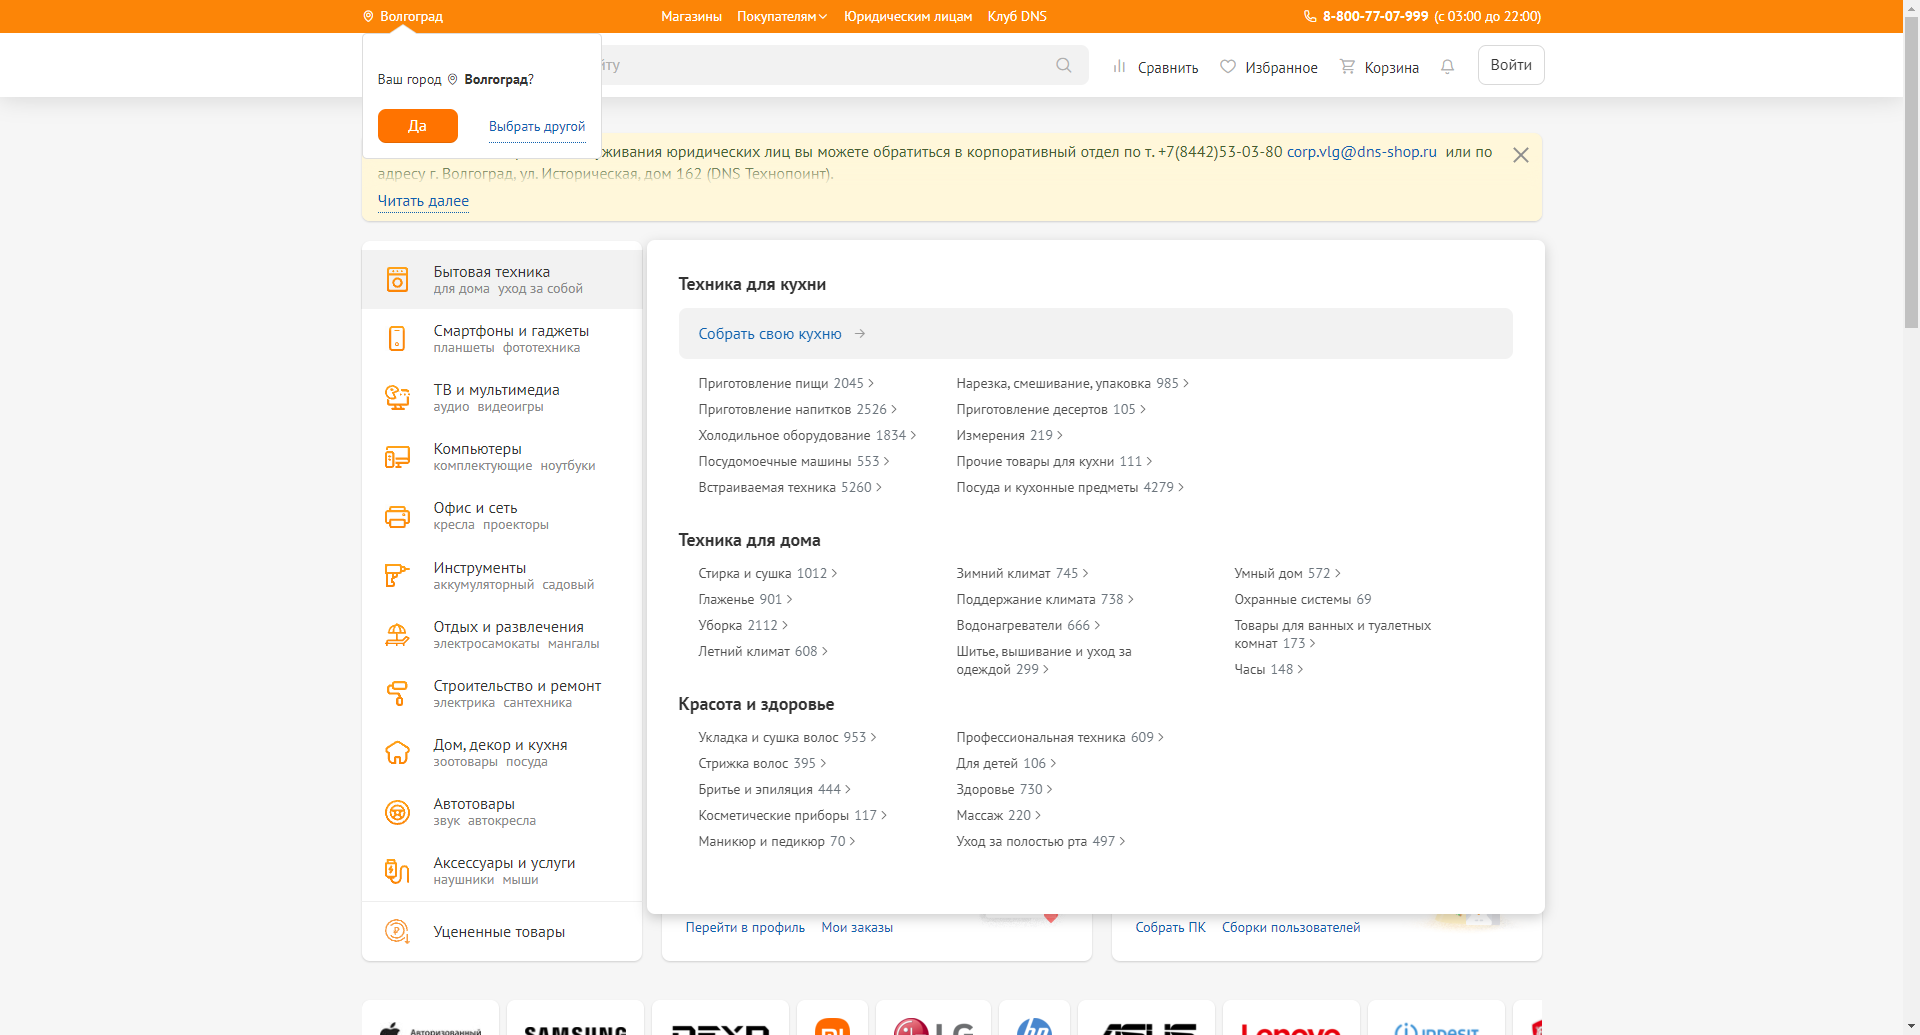 Волгоград
Магазины Покупателям Юридическим лицам Клуб DNS
8-800-77-07-999 (с 03:00 до 22:00)
Ваш город Волгоград?
Да
Выбрать другой
йту
Сравнить
Избранное
Корзина
Войти
живания юридических лиц вы можете обратиться в корпоративный отдел по т. +7(8442)53-03-80 corp.vlg@dns-shop.ru или по
адресу г. Волгоград, ул. Историческая, дом 162 (DNS Технопоинт).
Читать далее
Бытовая техника
для дома уход за собой
Смартфоны и гаджеты
планшеты фототехника
ТВ и мультимедиа
аудио видеоигры
Компьютеры
комплектующие ноутбуки
Офис и сеть
кресла проекторы
Инструменты
аккумуляторный садовый
Отдых и развлечения
электросамокаты мангалы
Строительство и ремонт
электрика сантехника
Дом, декор и кухня
зоотовары посуда
Автотовары
звук автокресла
Аксессуары и услуги
наушники мыши
Уцененные товары
Техника для кухни
Собрать свою кухню
Приготовление пищи 2045
Приготовление напитков 2526
Холодильное оборудование 1834
Посудомоечные машины 553
Встраиваемая техника 5260
Нарезка, смешивание, упаковка 985
Приготовление десертов 105
Измерения 219
Прочие товары для кухни 111
Посуда и кухонные предметы 4279
Техника для дома
Стирка и сушка 1012
Глаженье 901
Уборка 2112
Летний климат 608
Зимний климат 745
Поддержание климата 738
Водонагреватели 666
Шитье, вышивание и уход за
одеждой 299
Умный дом 572
Охранные системы 69
Товары для ванных и туалетных
комнат 173
Часы 148
Красота и здоровье
Укладка и сушка волос 953
Стрижка волос 395
Бритье и эпиляция 444
Косметические приборы 117
Маникюр и педикюр 70
Профессиональная техника 609
Для детей 106
Здоровье 730
Массаж 220
Уход за полостью рта 497
Перейти в профиль Мои заказы
Собрать ПК Сборки пользователей
Авторизованный
SAMSUNG
DEXP
LG
hp
ASUS
Lenovo
indesit